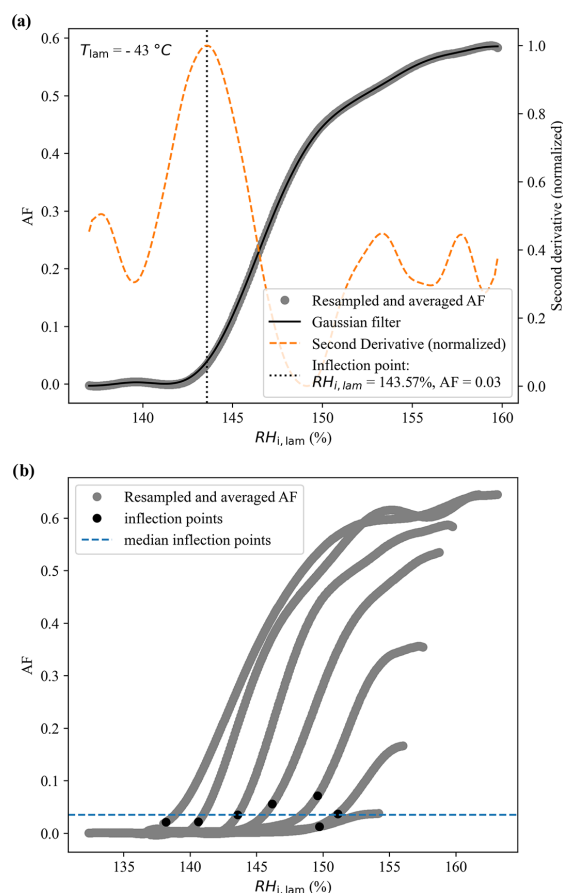 (a)
T_lam = - 43 °C
0.6
0.5
0.4
0.3
0.2
0.1
0.0
AF
1.0
0.8
0.6
0.4
0.2
0.0
Second derivative (normalized)
Resampled and averaged AF
Gaussian filter
Second Derivative (normalized)
Inflection point:
RH_i, lam = 143.57%, AF = 0.03
140
145
150
155
160
RH_i, lam (%)
(b)
Resampled and averaged AF
inflection points
median inflection points
0.6
0.5
0.4
0.3
0.2
0.1
0.0
AF
135
140
145
150
155
160
RH_i, lam (%)